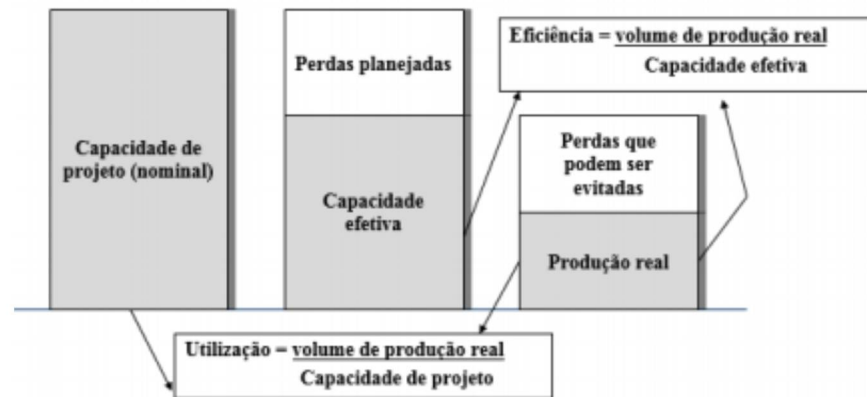 Capacidade de
projeto (nominal)
Perdas planejadas
Capacidade
efetiva
Eficiência = volume de produção real
Capacidade efetiva
Perdas que
podem ser
evitadas
Produção real
Utilização = volume de produção real
Capacidade de projeto